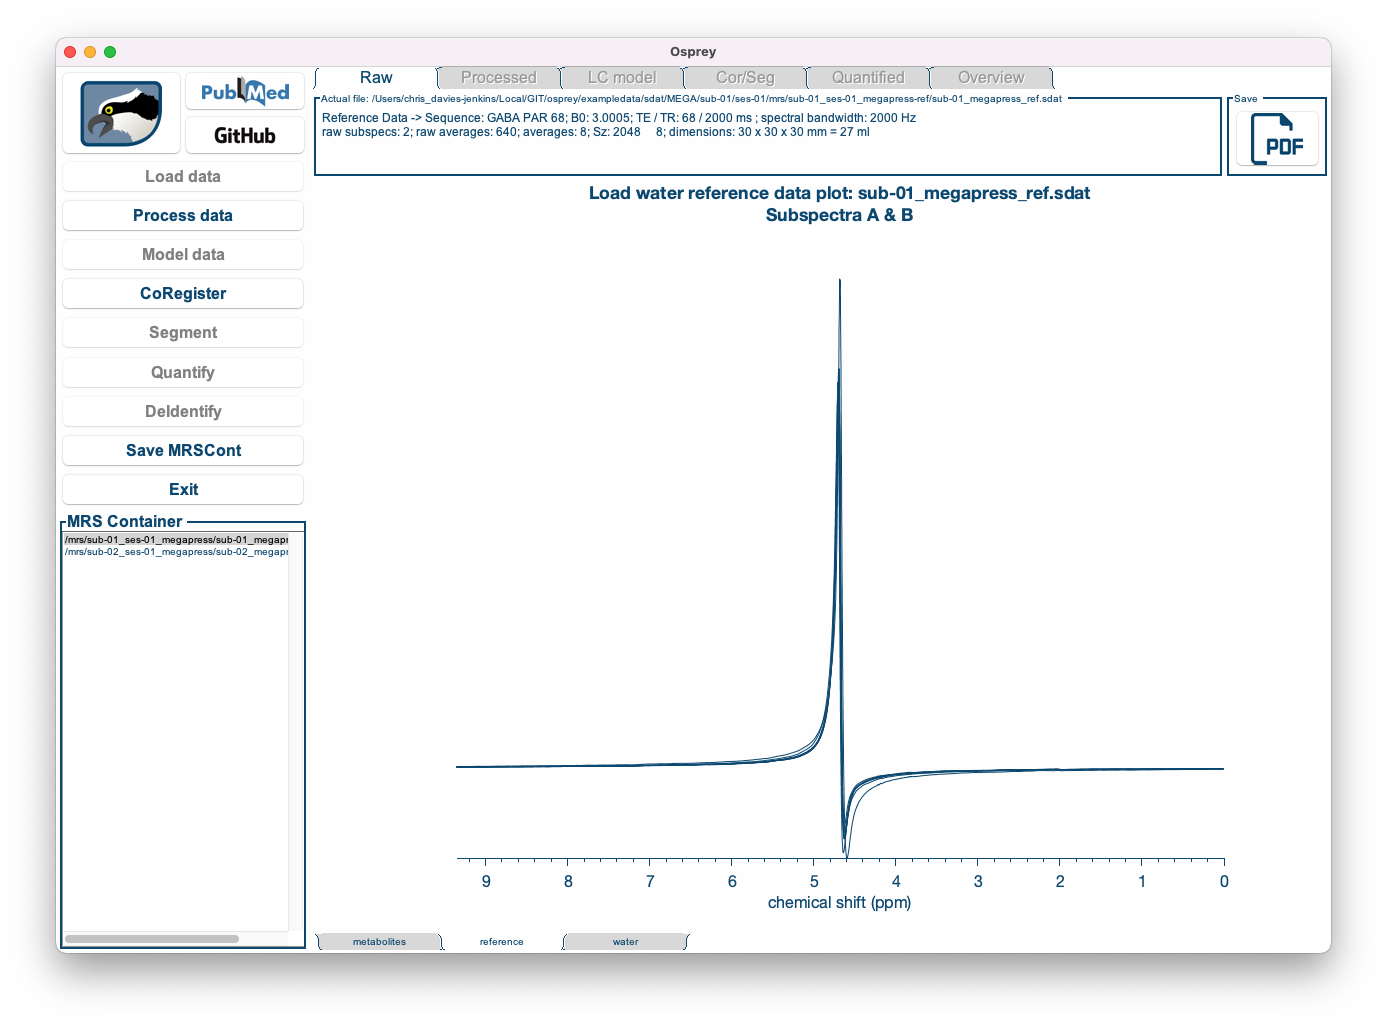 Osprey
PubMed
GitHub
Load data
Process data
Model data
CoRegister
Segment
Quantify
DeIdentify
Save MRSCont
Exit
MRS Container
/mrs/sub-01_ses-01_megapress/sub-01_megapr
/mrs/sub-02_ses-01_megapress/sub-02_megapr
Raw
Processed
LC model
Cor/Seg
Quantified
Overview
Actual file: /Users/chris_davies-jenkins/Local/GIT/osprey/exampledata/sdat/MEGA/sub-01/ses-01/mrs/sub-01_ses-01_megapress-ref/sub-01_megapress_ref.sdat
Reference Data -> Sequence: GABA PAR 68; B0: 3.0005; TE / TR: 68 / 2000 ms ; spectral bandwidth: 2000 Hz
raw subspecs: 2; raw averages: 640; averages: 8; Sz: 2048 8; dimensions: 30 x 30 x 30 mm = 27 ml
Save
PDF
Load water reference data plot: sub-01_megapress_ref.sdat
Subspectra A & B
9 8 7 6 5 4 3 2 1 0
chemical shift (ppm)
metabolites
reference
water